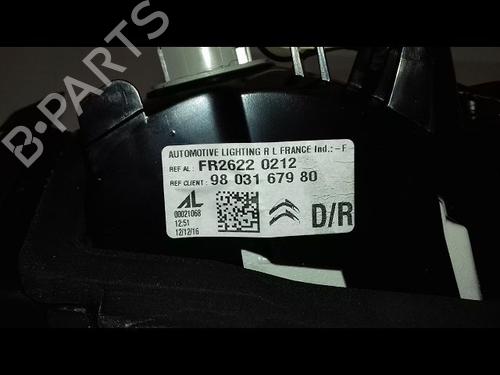 B-PARTS
AUTOMOTIVE LIGHTING R L FRANCE Ind.: -F
REF AL : FR2622 0212
REF CLIENT : 98 031 679 80
AL
00021068
12:51
12/12/16
D/R